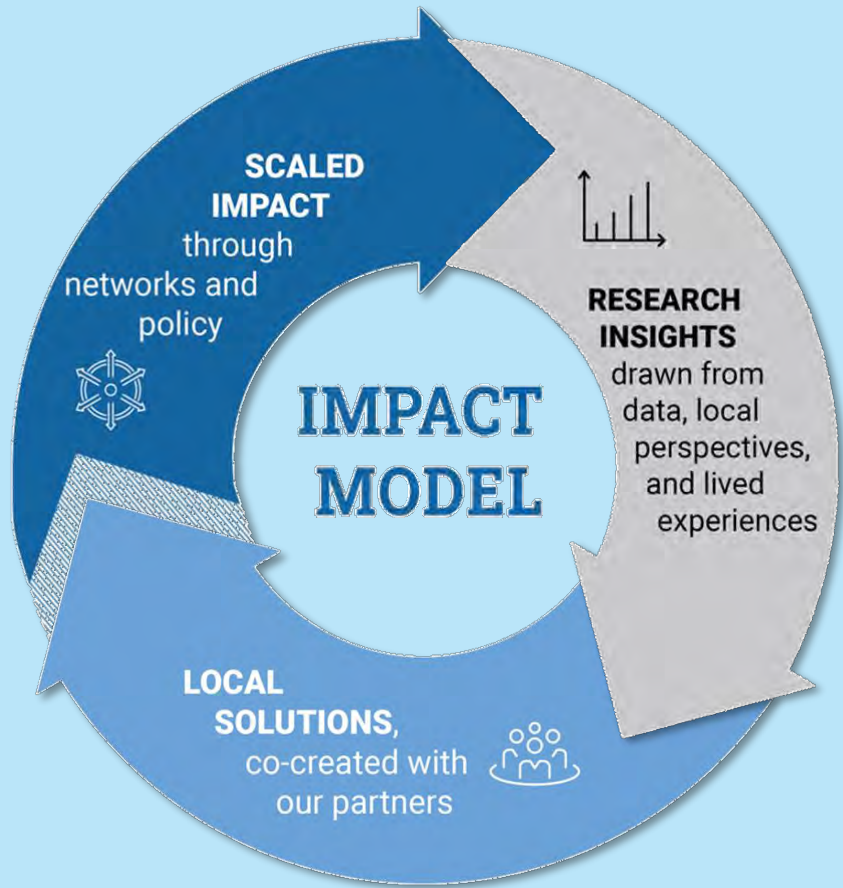 IMPACT
MODEL
SCALED
IMPACT
through
networks and
policy
RESEARCH
INSIGHTS
drawn from
data, local
perspectives,
and lived
experiences
LOCAL
SOLUTIONS,
co-created with
our partners